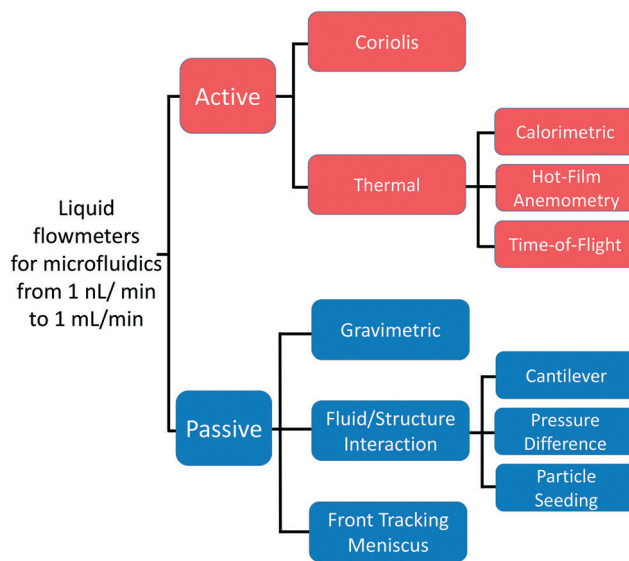 Liquid
flowmeters
for microfluidics
from 1 nL/ min
to 1 mL/min
Active
Coriolis
Thermal
Calorimetric
Hot-Film
Anemometry
Time-of-Flight
Passive
Gravimetric
Fluid/Structure
Interaction
Cantilever
Pressure
Difference
Particle
Seeding
Front Tracking
Meniscus